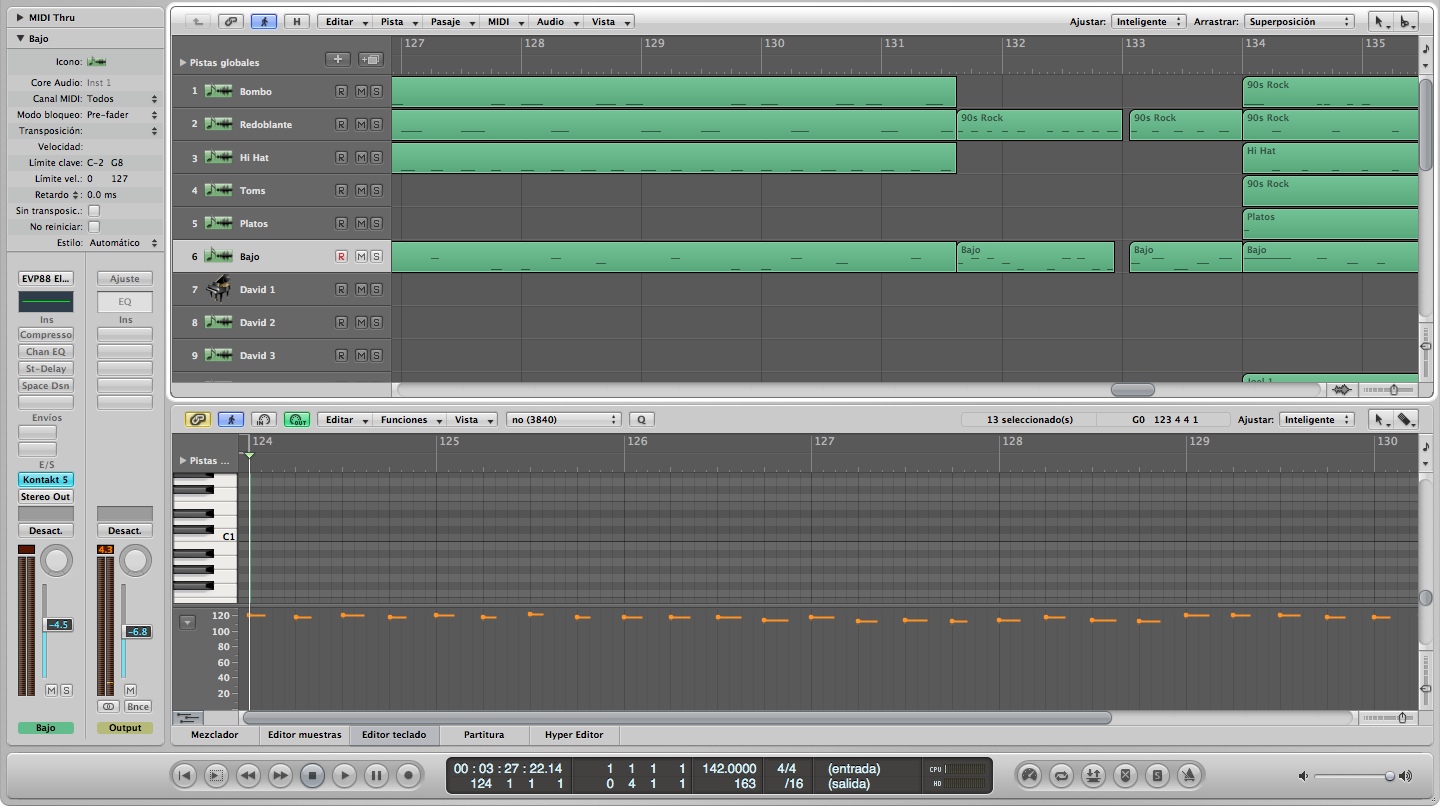 MIDI Thru
Bajo
Icono:
Core Audio: Inst 1
Canal MIDI: Todos
Modo bloqueo: Pre-fader
Transposición:
Velocidad:
Límite clave: C-2 G8
Límite vel.: 0 127
Retardo : 0.0 ms
Sin transposic.:
No reiniciar:
Estilo: Automático
EVP88 El... Ajuste
EQ
Ins Ins
Compresso
Chan EQ
St-Delay
Space Dsn
Envíos
E/S
Kontakt 5
Stereo Out
Desact. Desact.
4.3
-4.5 -6.8
M S M
Bnce
Bajo Output
H Editar Pista Pasaje MIDI Audio Vista Ajustar: Inteligente Arrastrar: Superposición
127 128 129 130 131 132 133 134 135
Pistas globales
1 Bombo R M S 90s Rock
2 Redoblante R M S 90s Rock 90s Rock 90s Rock
3 Hi Hat R M S Hi Hat
4 Toms R M S 90s Rock
5 Platos R M S Platos
6 Bajo R M S Bajo Bajo Bajo
7 David 1 R M S
8 David 2 R M S
9 David 3 R M S
IN OUT Editar Funciones Vista no (3840) Q 13 seleccionado(s) G0 123 4 4 1 Ajustar: Inteligente
124 125 126 127 128 129 130
Pistas ...
C1
120
100
80
60
40
20
Mezclador Editor muestras Editor teclado Partitura Hyper Editor
00 : 03 : 27 : 22.14 1 1 1 1 142.0000 4/4 (entrada) CPU
124 1 1 1 0 4 1 1 163 /16 (salida) HD
S